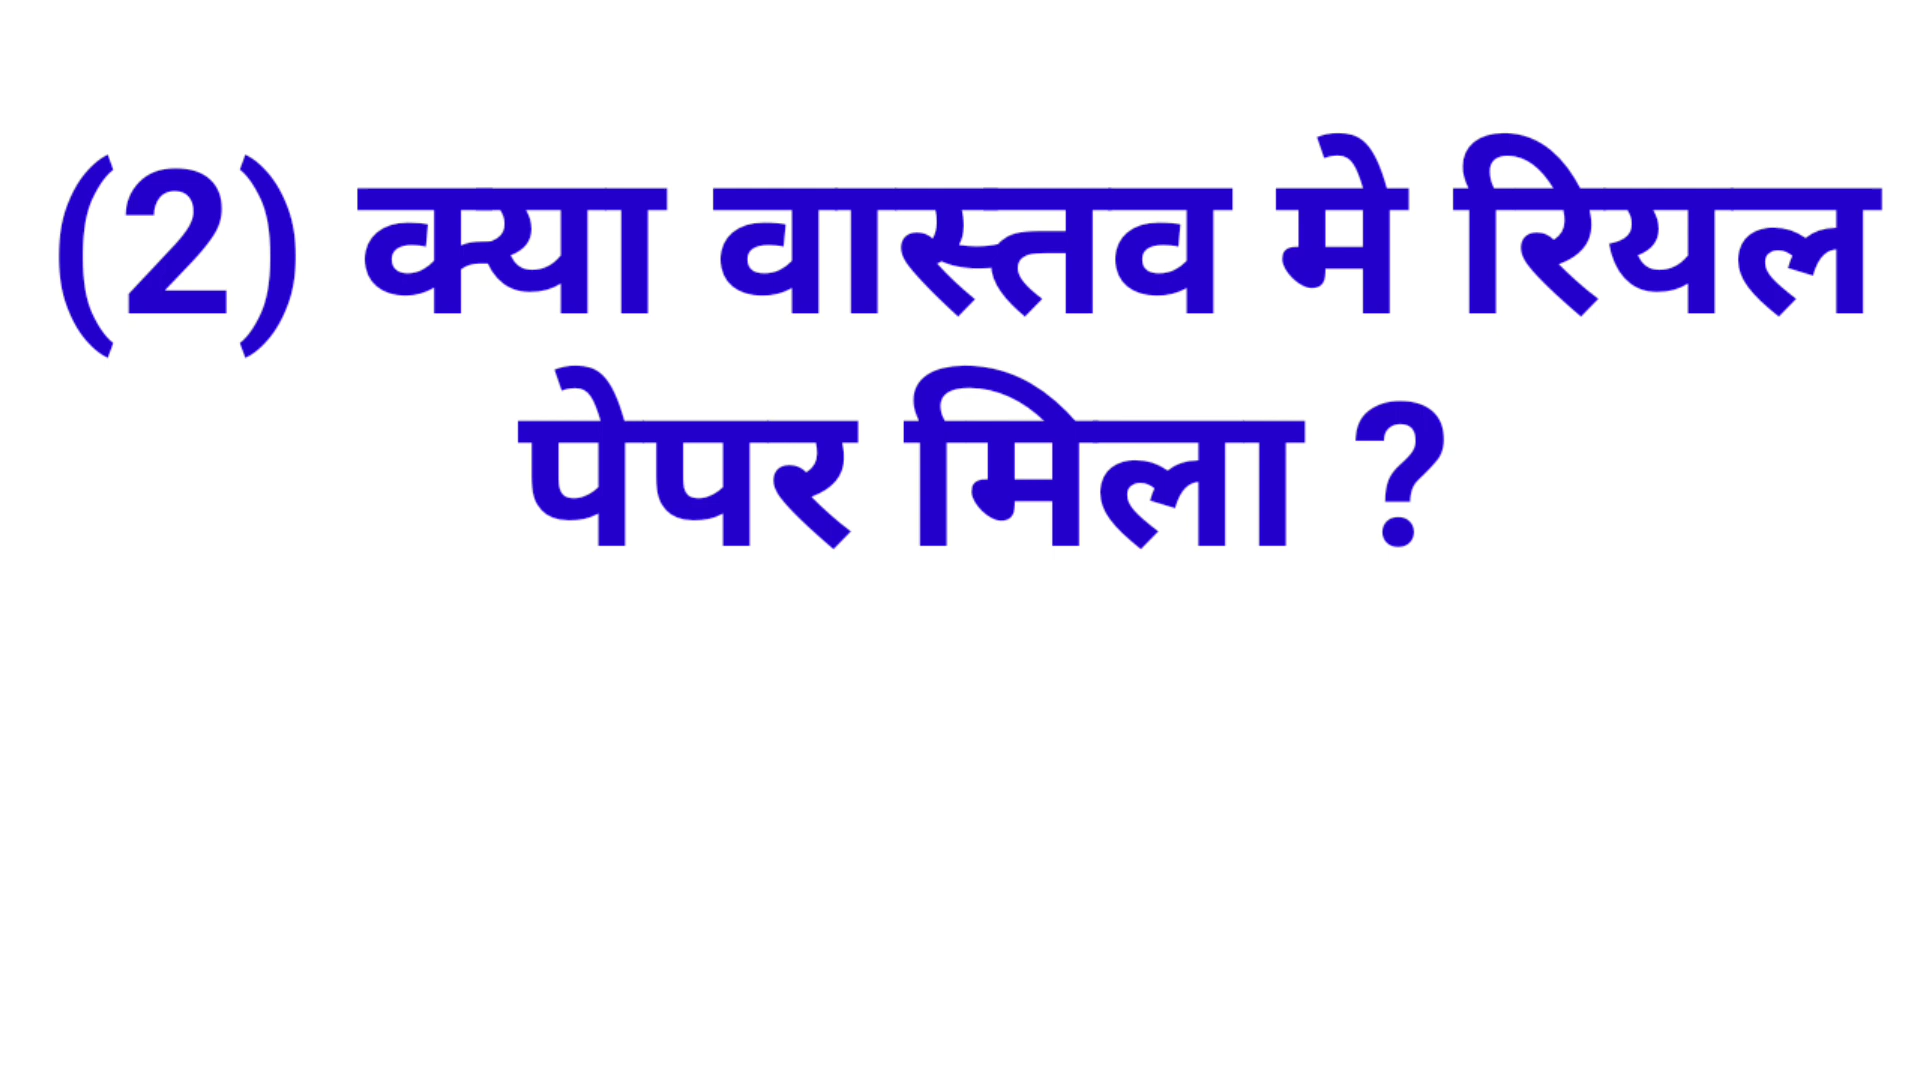 (2) क्या वास्तव मे रियल
पेपर मिला ?